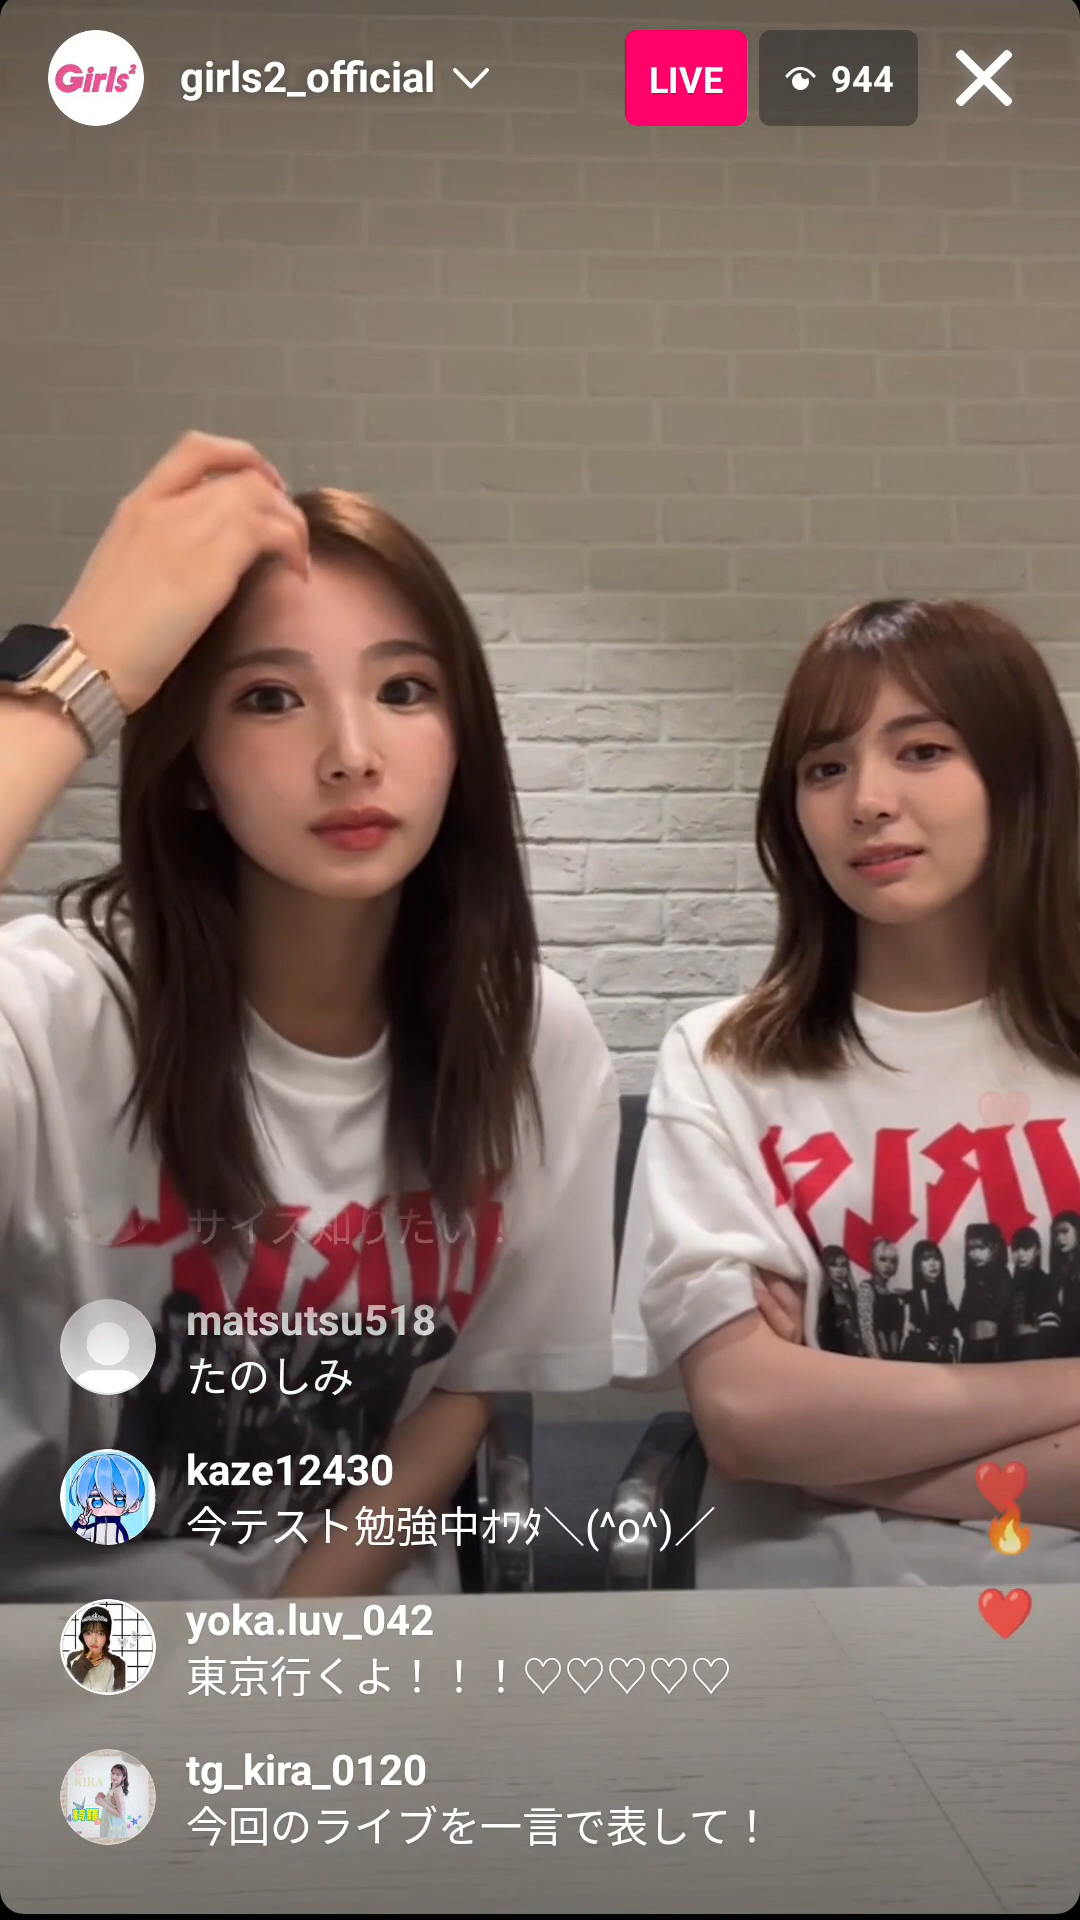 Girls²
girls2_official
LIVE
944
サイズ知りたい！
matsutsu518
たのしみ
kaze12430
今テスト勉強中ｵﾜﾀ＼(^o^)／
yoka.luv_042
東京行くよ！！！♡♡♡♡♡
tg_kira_0120
今回のライブを一言で表して！
KIRA